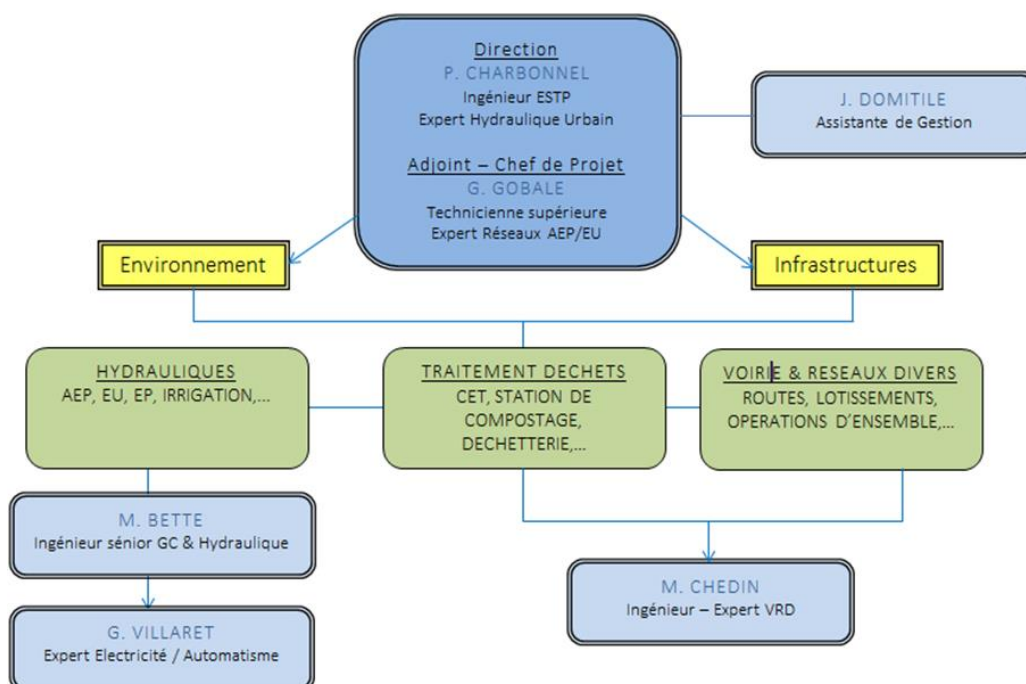 Direction
P. CHARBONNEL
Ingénieur ESTP
Expert Hydraulique Urbain
Adjoint – Chef de Projet
G. GOBALE
Technicienne supérieure
Expert Réseaux AEP/EU
J. DOMITILE
Assistante de Gestion
Environnement
Infrastructures
HYDRAULIQUES
AEP, EU, EP, IRRIGATION,...
TRAITEMENT DECHETS
CET, STATION DE
COMPOSTAGE,
DECHETTERIE,...
VOIRIE & RESEAUX DIVERS
ROUTES, LOTISSEMENTS,
OPERATIONS D'ENSEMBLE,...
M. BETTE
Ingénieur sénior GC & Hydraulique
G. VILLARET
Expert Electricité / Automatisme
M. CHEDIN
Ingénieur – Expert VRD